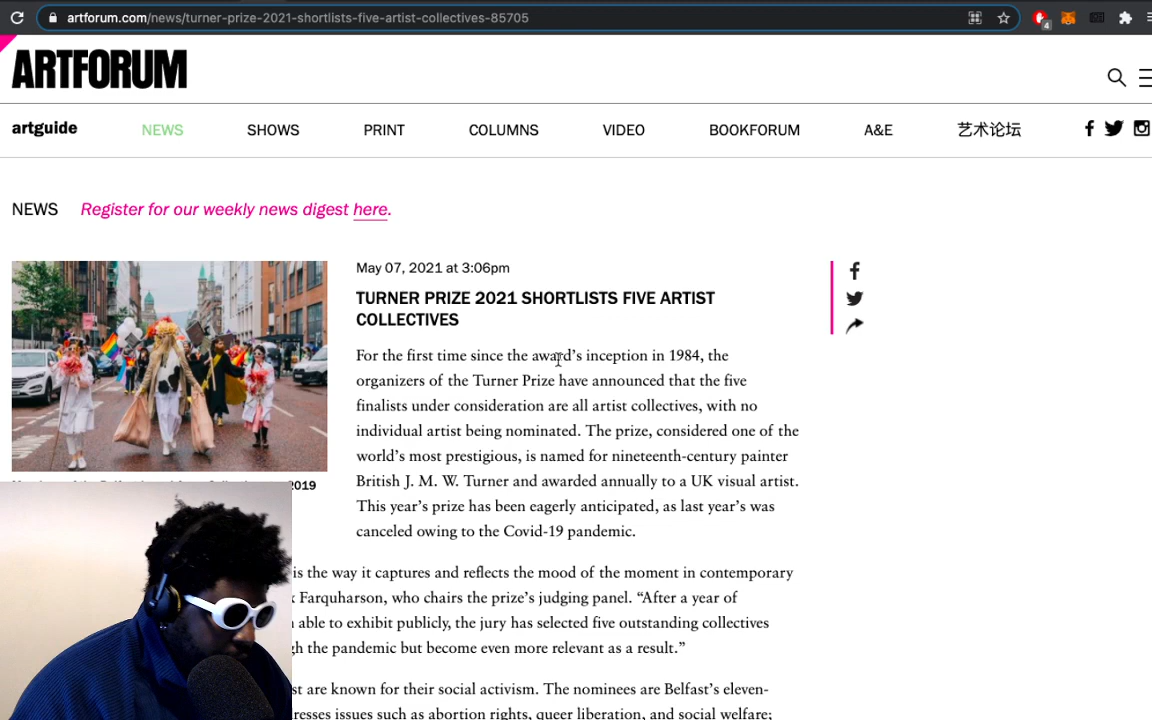 artforum.com/news/turner-prize-2021-shortlists-five-artist-collectives-85705
4
ARTFORUM
artguide NEWS SHOWS PRINT COLUMNS VIDEO BOOKFORUM A&E 艺术论坛
NEWS Register for our weekly news digest here.
May 07, 2021 at 3:06pm
TURNER PRIZE 2021 SHORTLISTS FIVE ARTIST
COLLECTIVES
For the first time since the award’s inception in 1984, the
organizers of the Turner Prize have announced that the five
finalists under consideration are all artist collectives, with no
individual artist being nominated. The prize, considered one of the
world’s most prestigious, is named for nineteenth-century painter
British J. M. W. Turner and awarded annually to a UK visual artist.
This year’s prize has been eagerly anticipated, as last year’s was
canceled owing to the Covid-19 pandemic.
2019
is the way it captures and reflects the mood of the moment in contemporary
Farquharson, who chairs the prize’s judging panel. “After a year of
able to exhibit publicly, the jury has selected five outstanding collectives
the pandemic but become even more relevant as a result.”
are known for their social activism. The nominees are Belfast’s eleven-
issues such as abortion rights, queer liberation, and social welfare;